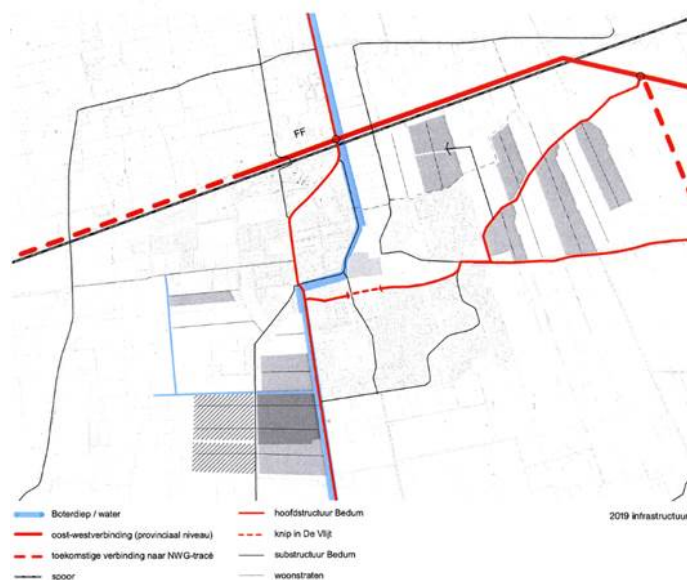 FF
Boterdiep / water
oost-westverbinding (provinciaal niveau)
toekomstige verbinding naar NWG-tracé
spoor
hoofdstructuur Bedum
knip in De Vlijt
substructuur Bedum
woonstraten
2019 infrastructuur